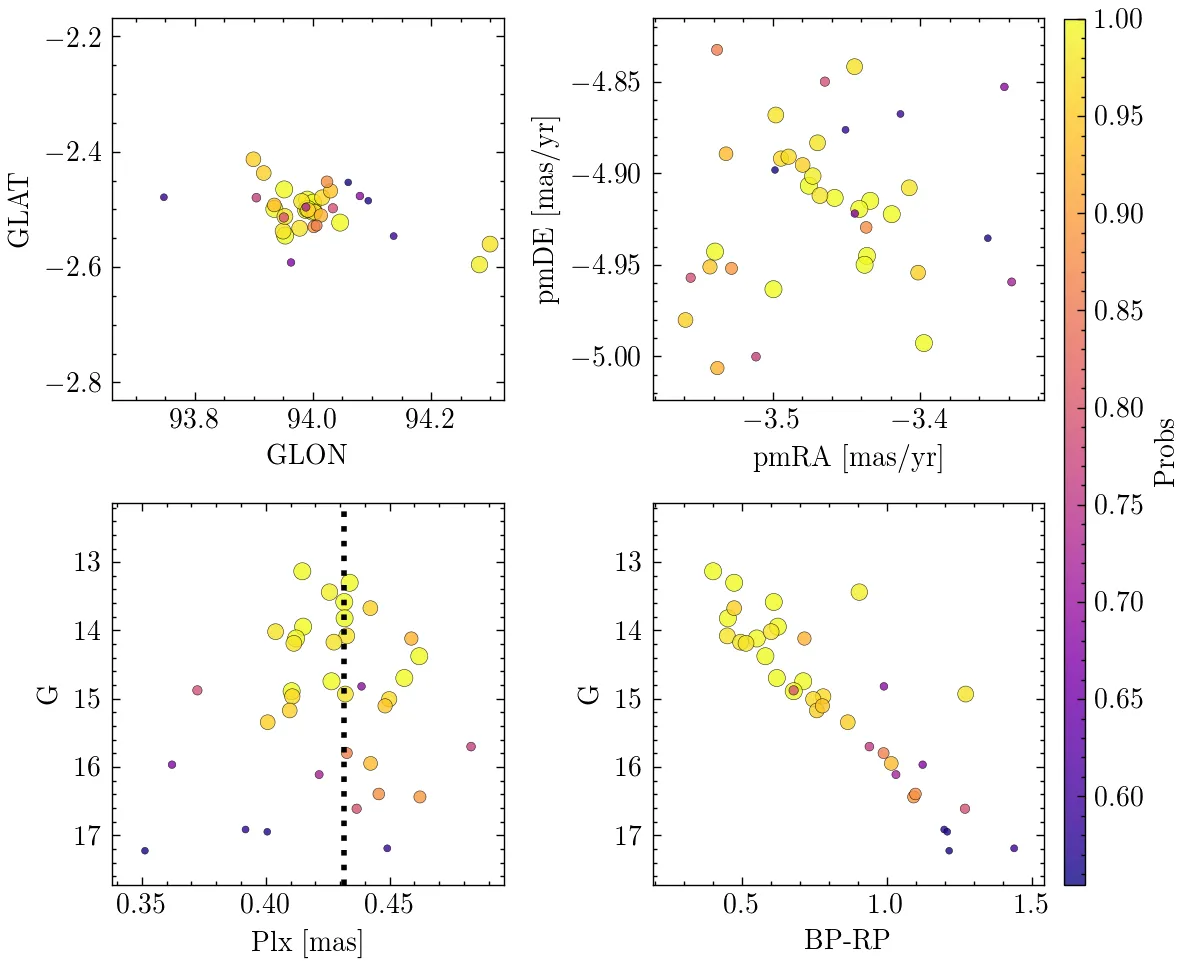 −2.2
−2.4
−2.6
−2.8
GLAT
93.8 94.0 94.2
GLON
−4.85
−4.90
−4.95
−5.00
pmDE [mas/yr]
−3.5 −3.4
pmRA [mas/yr]
1.00
0.95
0.90
0.85
0.80
0.75
0.70
0.65
0.60
Probs
13
14
15
16
17
G
0.35 0.40 0.45
Plx [mas]
13
14
15
16
17
G
0.5 1.0 1.5
BP-RP